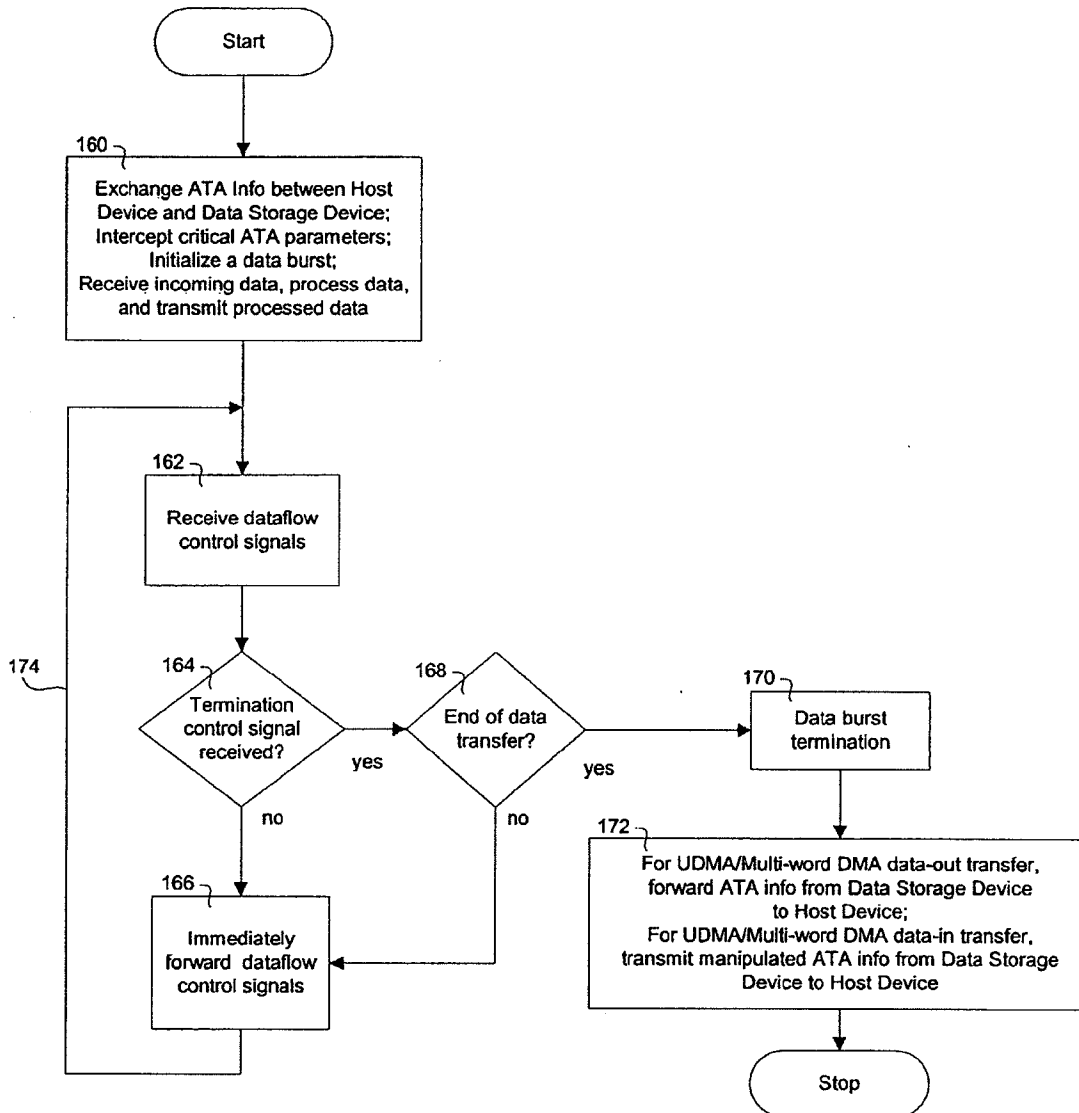 Start
160
Exchange ATA Info between Host
Device and Data Storage Device;
Intercept critical ATA parameters;
Initialize a data burst;
Receive incoming data, process data,
and transmit processed data
162
Receive dataflow
control signals
174
164
Termination
control signal
received?
yes
no
168
End of data
transfer?
yes
no
170
Data burst
termination
166
Immediately
forward dataflow
control signals
172
For UDMA/Multi-word DMA data-out transfer,
forward ATA info from Data Storage Device
to Host Device;
For UDMA/Multi-word DMA data-in transfer,
transmit manipulated ATA info from Data Storage
Device to Host Device
Stop